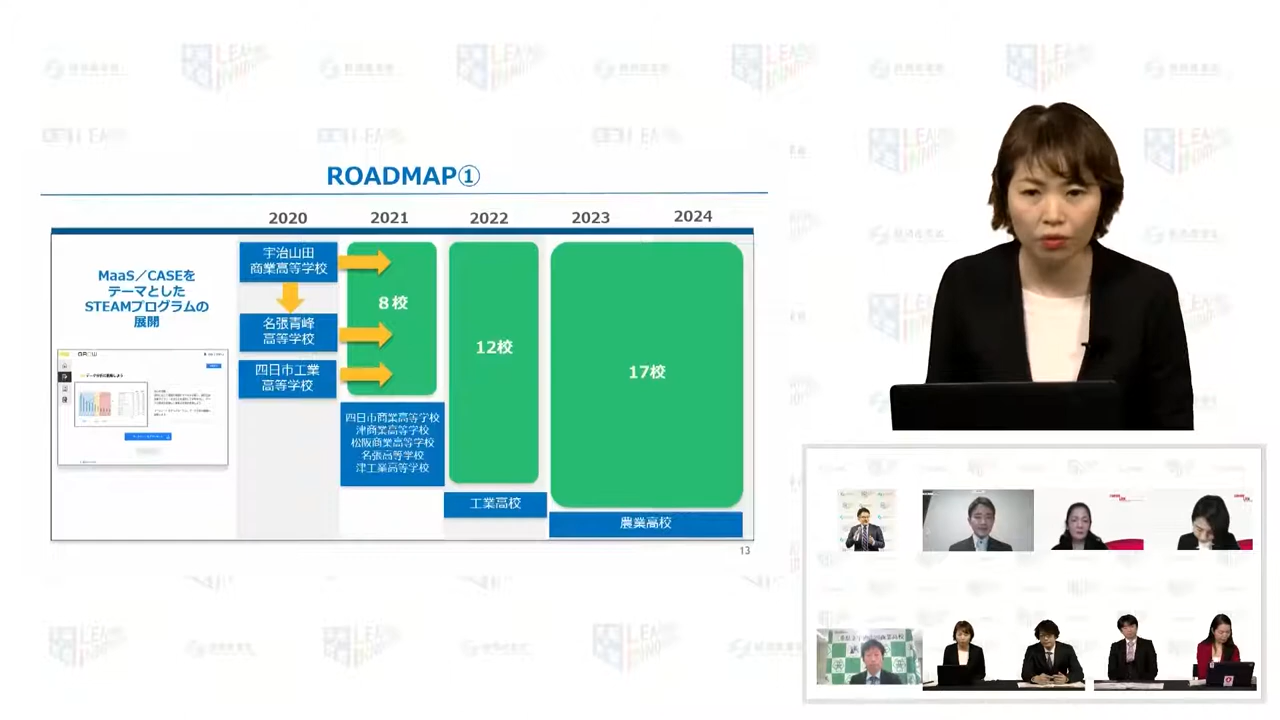 ROADMAP①
2020
2021
2022
2023
2024
MaaS／CASEを
テーマとした
STEAMプログラムの
展開
宇治山田
商業高等学校
名張青峰
高等学校
四日市工業
高等学校
8校
四日市商業高等学校
津商業高等学校
松阪商業高等学校
名張高等学校
津工業高等学校
12校
工業高校
17校
農業高校
13